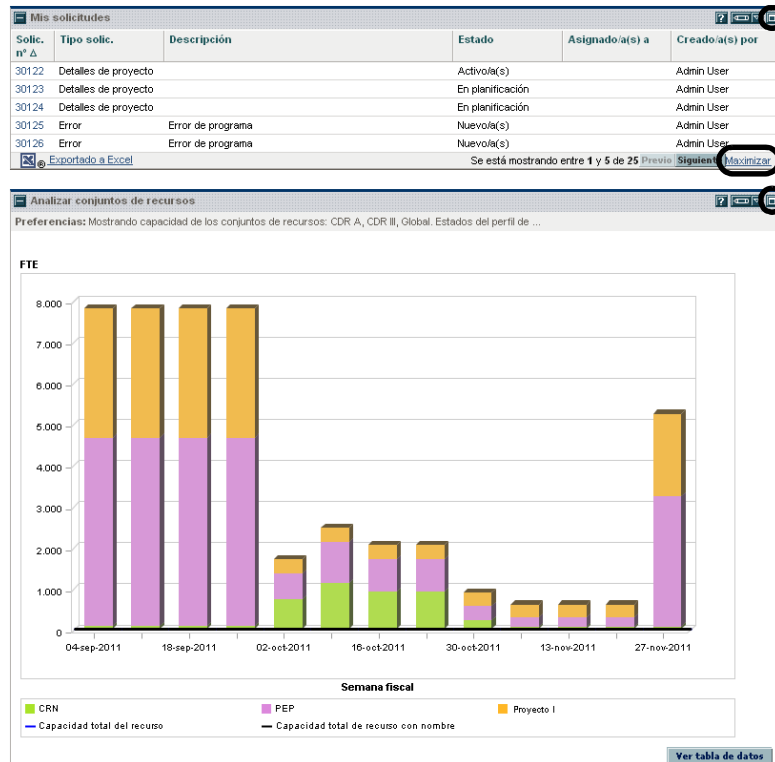 Mis solicitudes
Solic. nº Δ Tipo solic. Descripción Estado Asignado/a(s) a Creado/a(s) por
30122 Detalles de proyecto Activo/a(s) Admin User
30123 Detalles de proyecto En planificación Admin User
30124 Detalles de proyecto En planificación Admin User
30125 Error Error de programa Nuevo/a(s) Admin User
30126 Error Error de programa Nuevo/a(s) Admin User
Exportado a Excel Se está mostrando entre 1 y 5 de 25 Previo Siguient Maximizar
Analizar conjuntos de recursos
Preferencias: Mostrando capacidad de los conjuntos de recursos: CDR A, CDR III, Global. Estados del perfil de ...
FTE
8.000
7.000
6.000
5.000
4.000
3.000
2.000
1.000
0
04-sep-2011 18-sep-2011 02-oct-2011 16-oct-2011 30-oct-2011 13-nov-2011 27-nov-2011
Semana fiscal
CRN PEP Proyecto I
Capacidad total del recurso Capacidad total de recurso con nombre
Ver tabla de datos